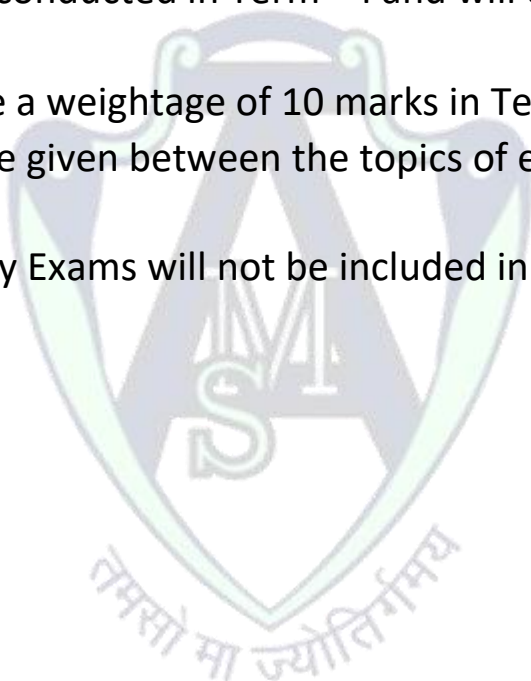 conducted in Term – I and will
e a weightage of 10 marks in Te
e given between the topics of e
y Exams will not be included in
A
M
S
तमसो मा ज्योतिर्गमय